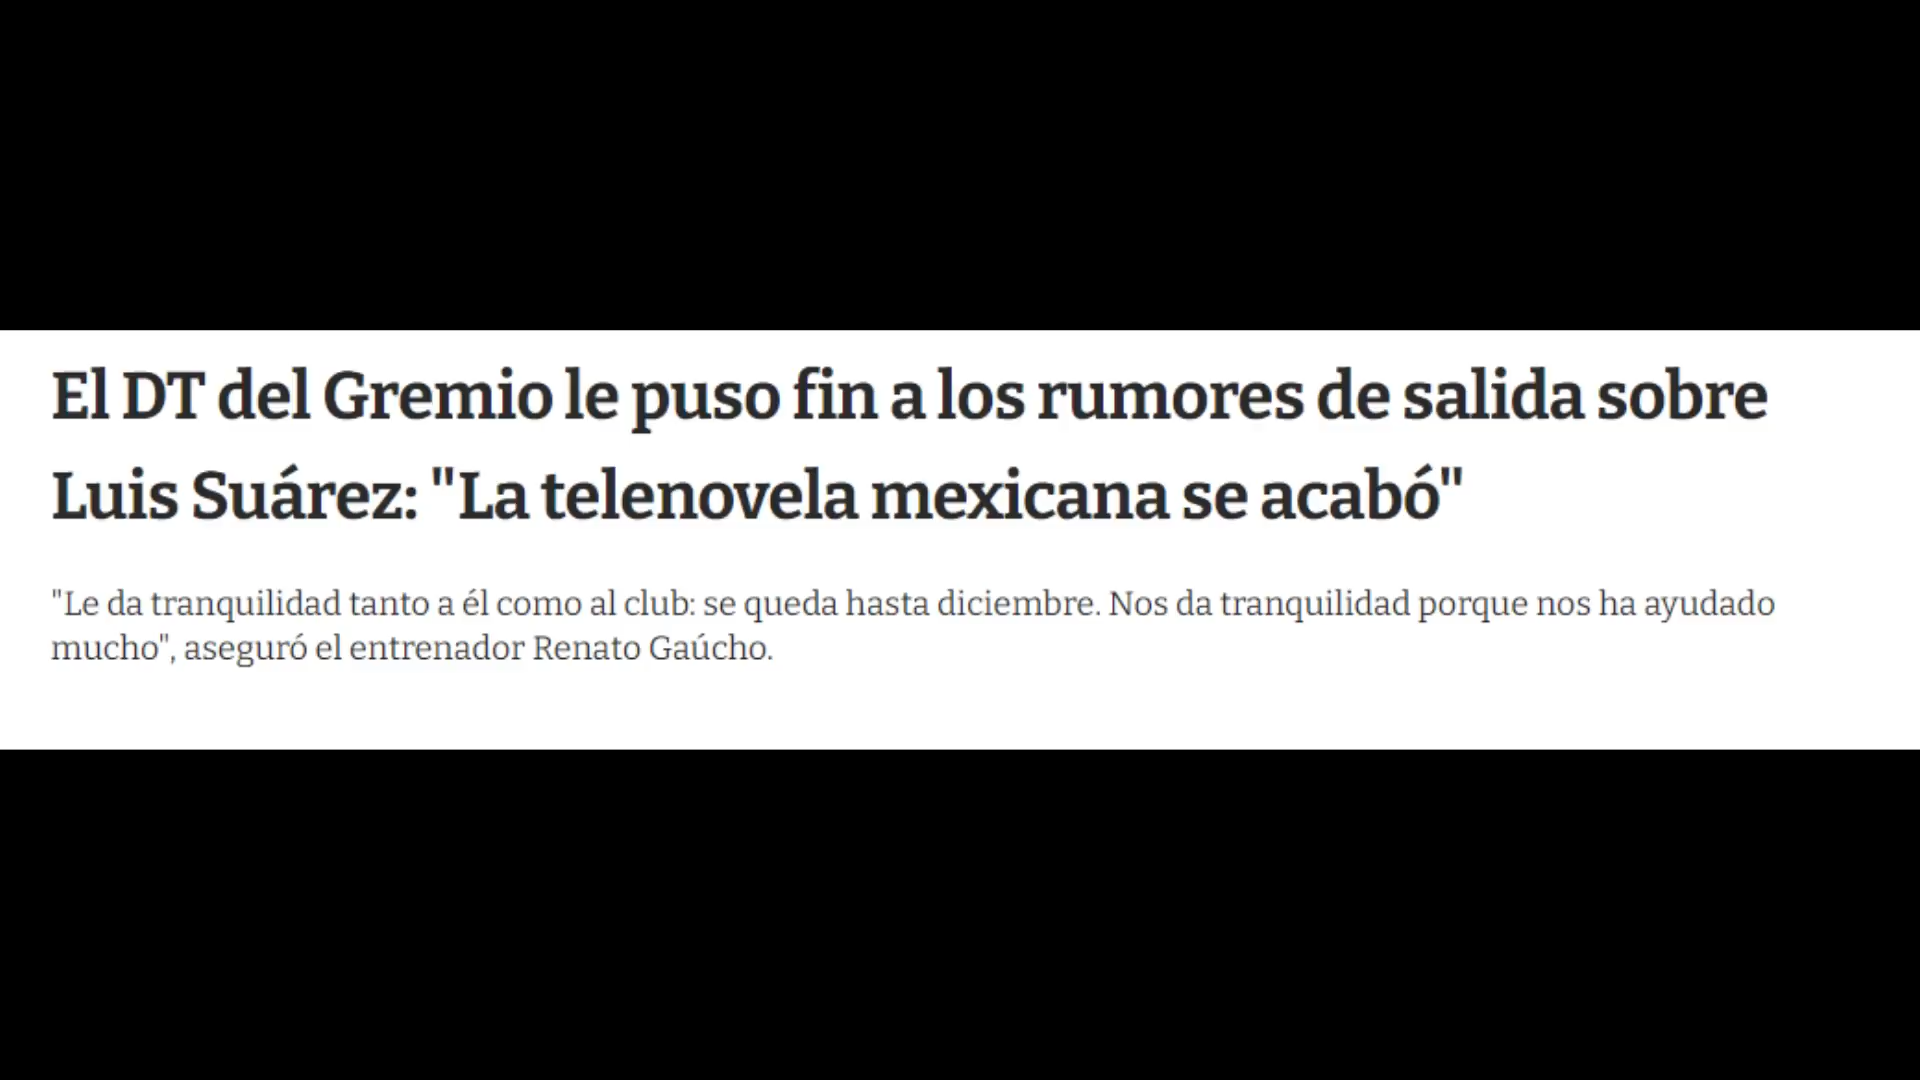 El DT del Gremio le puso fin a los rumores de salida sobre
Luis Suárez: "La telenovela mexicana se acabó"
"Le da tranquilidad tanto a él como al club: se queda hasta diciembre. Nos da tranquilidad porque nos ha ayudado
mucho", aseguró el entrenador Renato Gaúcho.